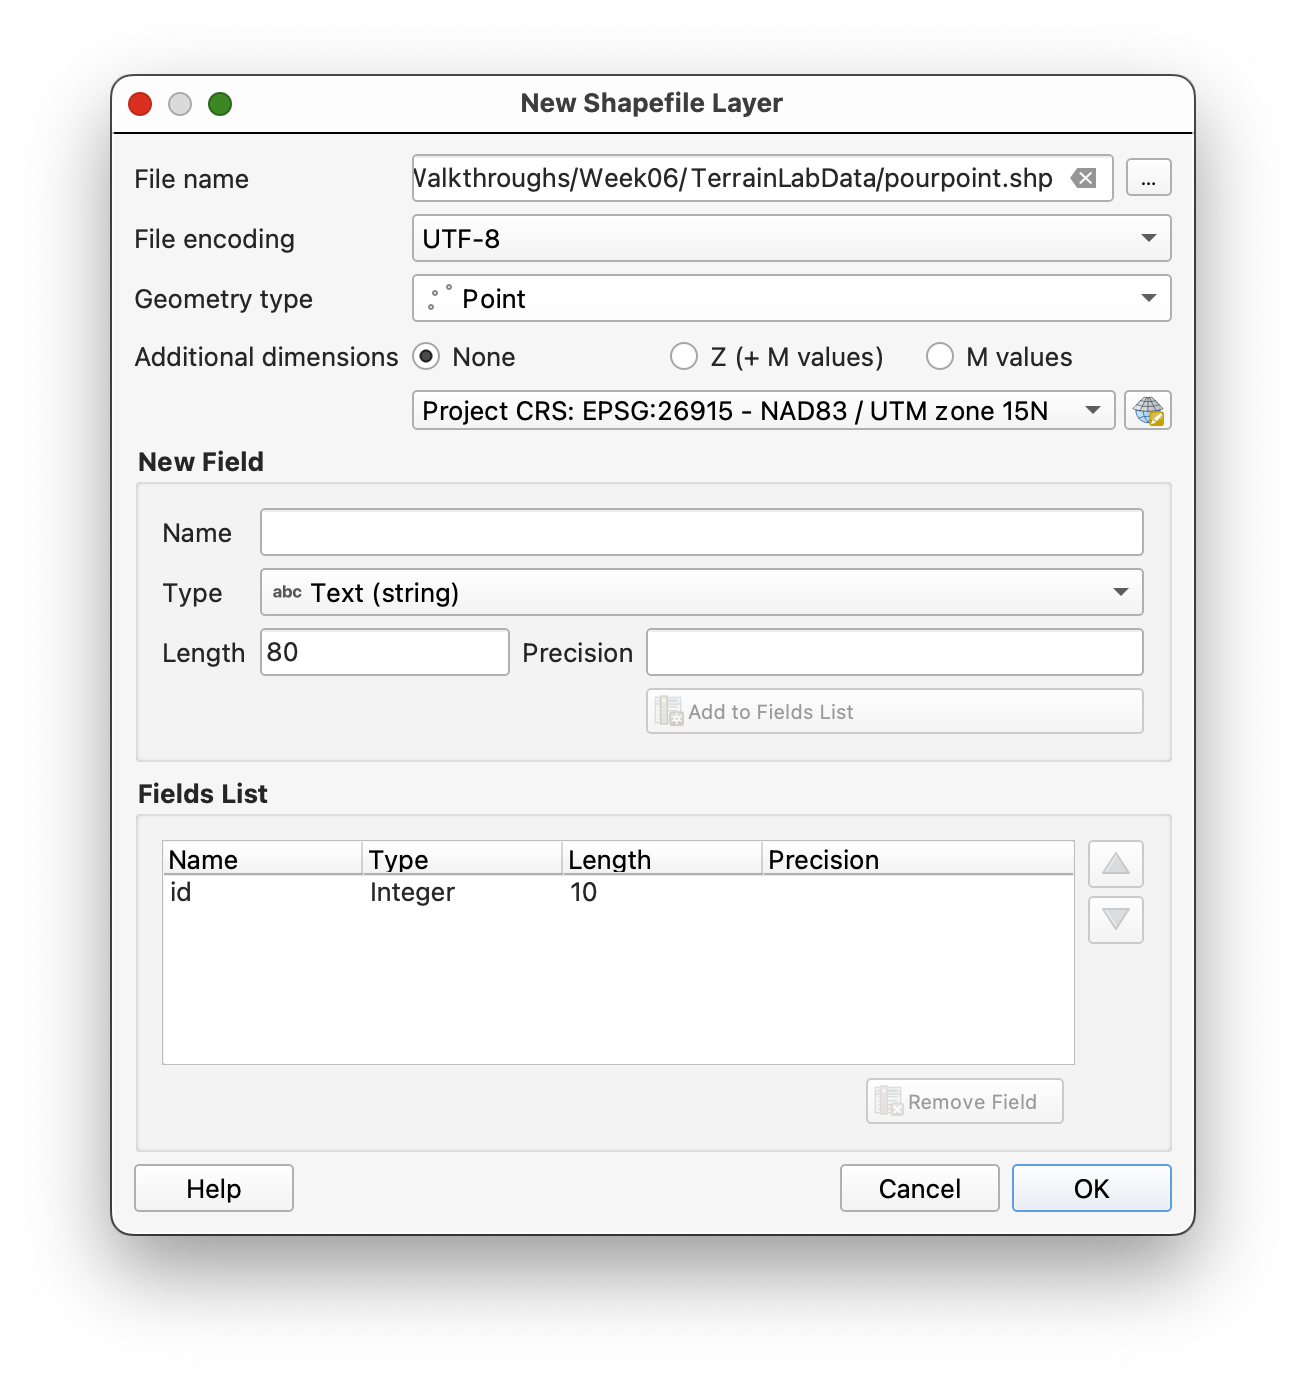 New Shapefile Layer
File name Walkthroughs/Week06/TerrainLabData/pourpoint.shp ...
File encoding UTF-8
Geometry type Point
Additional dimensions None Z (+ M values) M values
Project CRS: EPSG:26915 - NAD83 / UTM zone 15N
New Field
Name
Type abc Text (string)
Length 80 Precision
Add to Fields List
Fields List
Name Type Length Precision
id Integer 10
Remove Field
Help Cancel OK